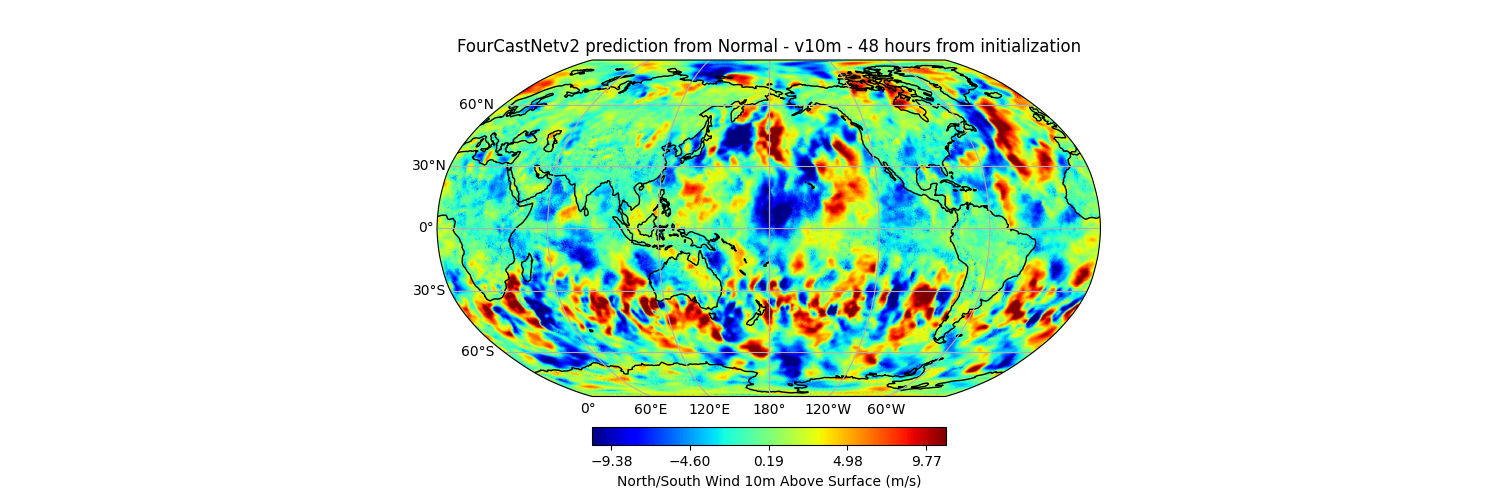 FourCastNetv2 prediction from Normal - v10m - 48 hours from initialization
60°N
30°N
0°
30°S
60°S
0° 60°E 120°E 180° 120°W 60°W
−9.38 −4.60 0.19 4.98 9.77
North/South Wind 10m Above Surface (m/s)